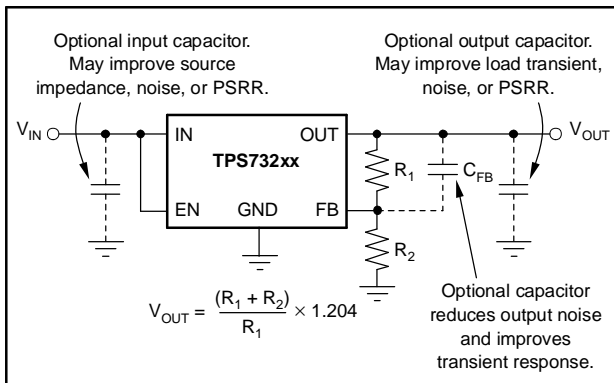 Optional input capacitor.
May improve source
impedance, noise, or PSRR.
Optional output capacitor.
May improve load transient,
noise, or PSRR.
V_IN
IN
OUT
V_OUT
TPS732xx
R_1
C_FB
EN
GND
FB
R_2
V_OUT = (R_1 + R_2) / R_1 × 1.204
Optional capacitor
reduces output noise
and improves
transient response.